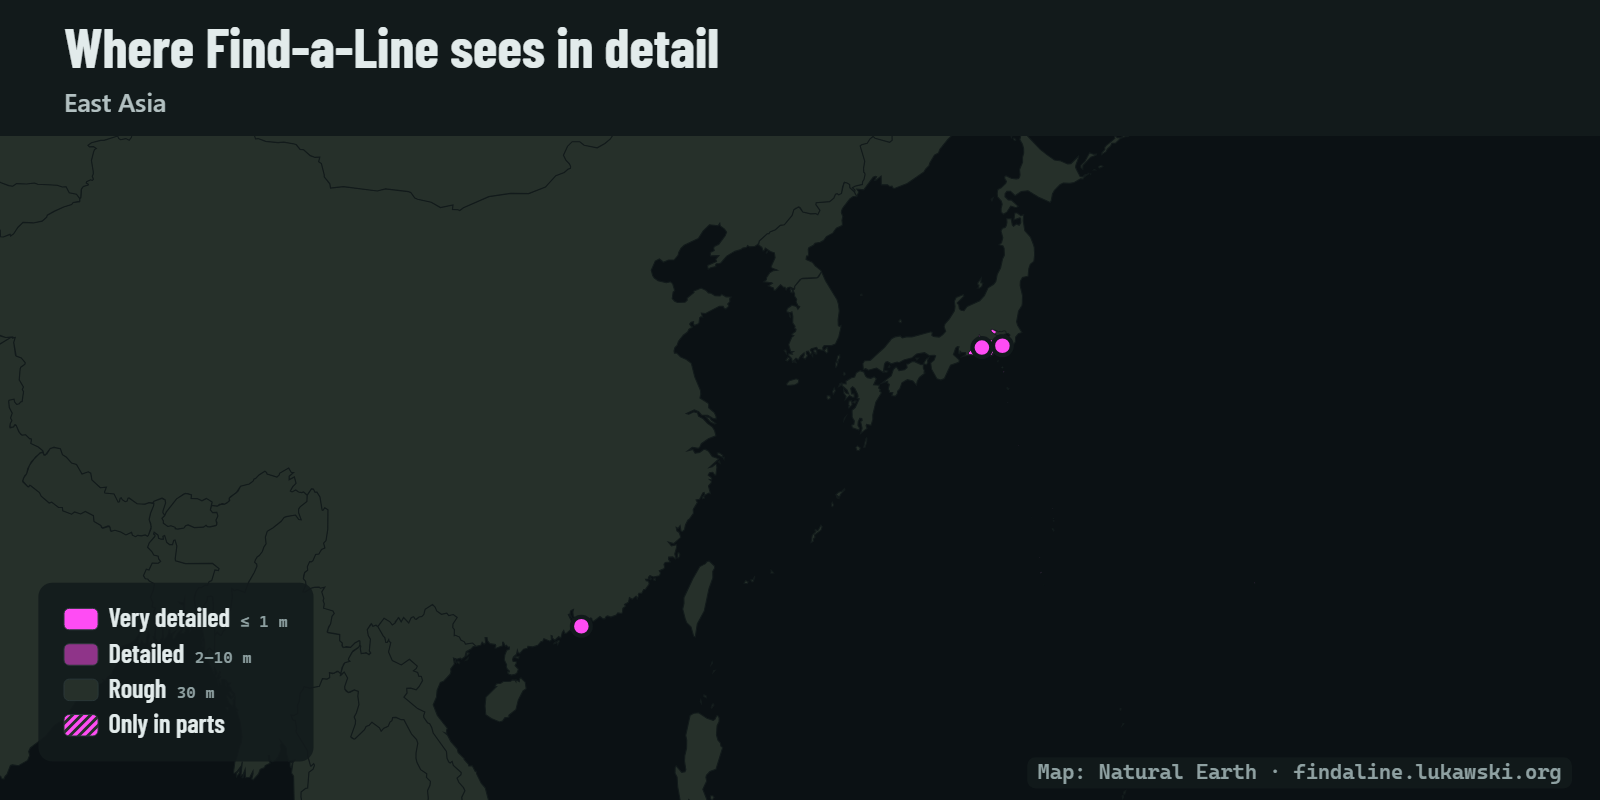 Where Find-a-Line sees in detail
East Asia
Very detailed ≤ 1 m
Detailed 2–10 m
Rough 30 m
Only in parts
Map: Natural Earth · findaline.lukawski.org